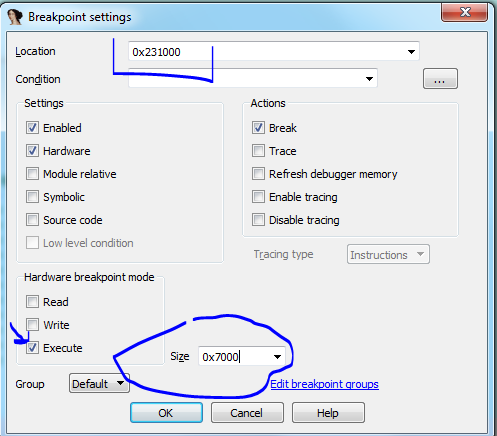 Breakpoint settings
Location 0x231000
Condition ...
Settings Actions
Enabled Break
Hardware Trace
Module relative Refresh debugger memory
Symbolic Enable tracing
Source code Disable tracing
Low level condition
Tracing type Instructions
Hardware breakpoint mode
Read
Write
Execute Size 0x7000
Group Default Edit breakpoint groups
OK Cancel Help